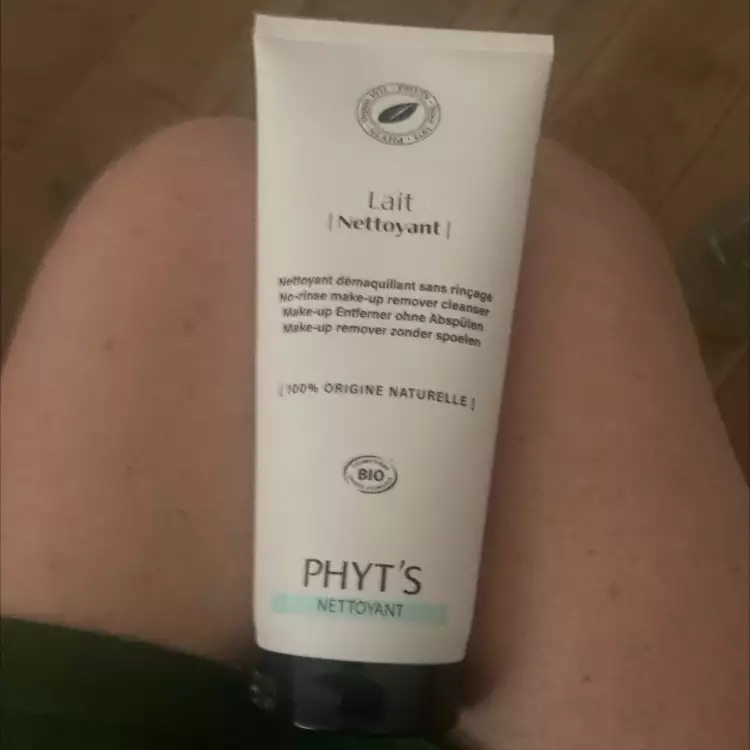 Lait
| Nettoyant |
Nettoyant démaquillant sans rinçage
No-rinse make-up remover cleanser
Make-up Entferner ohne Abspülen
Make-up remover zonder spoelen
[ 100% ORIGINE NATURELLE ]
BIO
PHYT'S
NETTOYANT